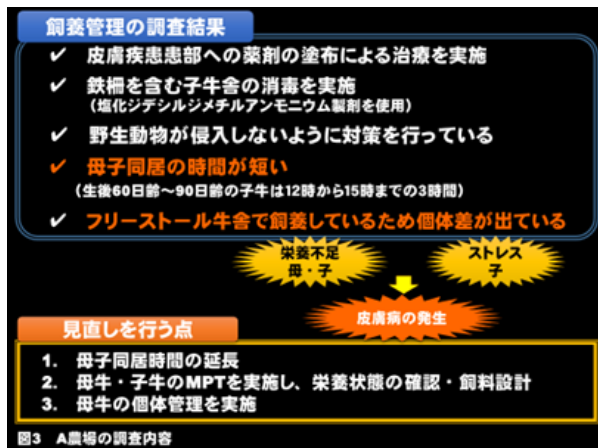 飼養管理の調査結果
✔ 皮膚疾患患部への薬剤の塗布による治療を実施
✔ 鉄柵を含む子牛舎の消毒を実施
（塩化ジデシルジメチルアンモニウム製剤を使用）
✔ 野生動物が侵入しないように対策を行っている
✔ 母子同居の時間が短い
（生後60日齢～90日齢の子牛は12時から15時までの3時間）
✔ フリーストール牛舎で飼養しているため個体差が出ている
栄養不足
母・子
ストレス
子
皮膚病の発生
見直しを行う点
1. 母子同居時間の延長
2. 母牛・子牛のMPTを実施し、栄養状態の確認・飼料設計
3. 母牛の個体管理を実施
図3 A農場の調査内容